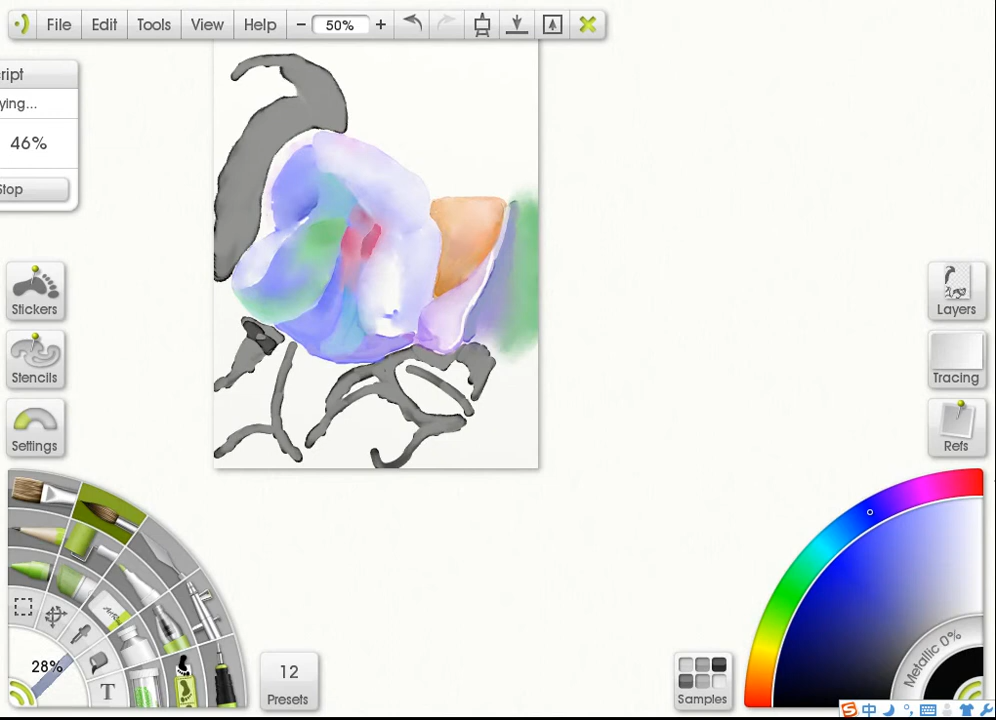 File Edit Tools View Help − 50% +
ript
ying...
46%
Stop
Stickers
Stencils
Settings
Layers
Tracing
Refs
28%
T
12
Presets
Samples
Metallic 0%
中